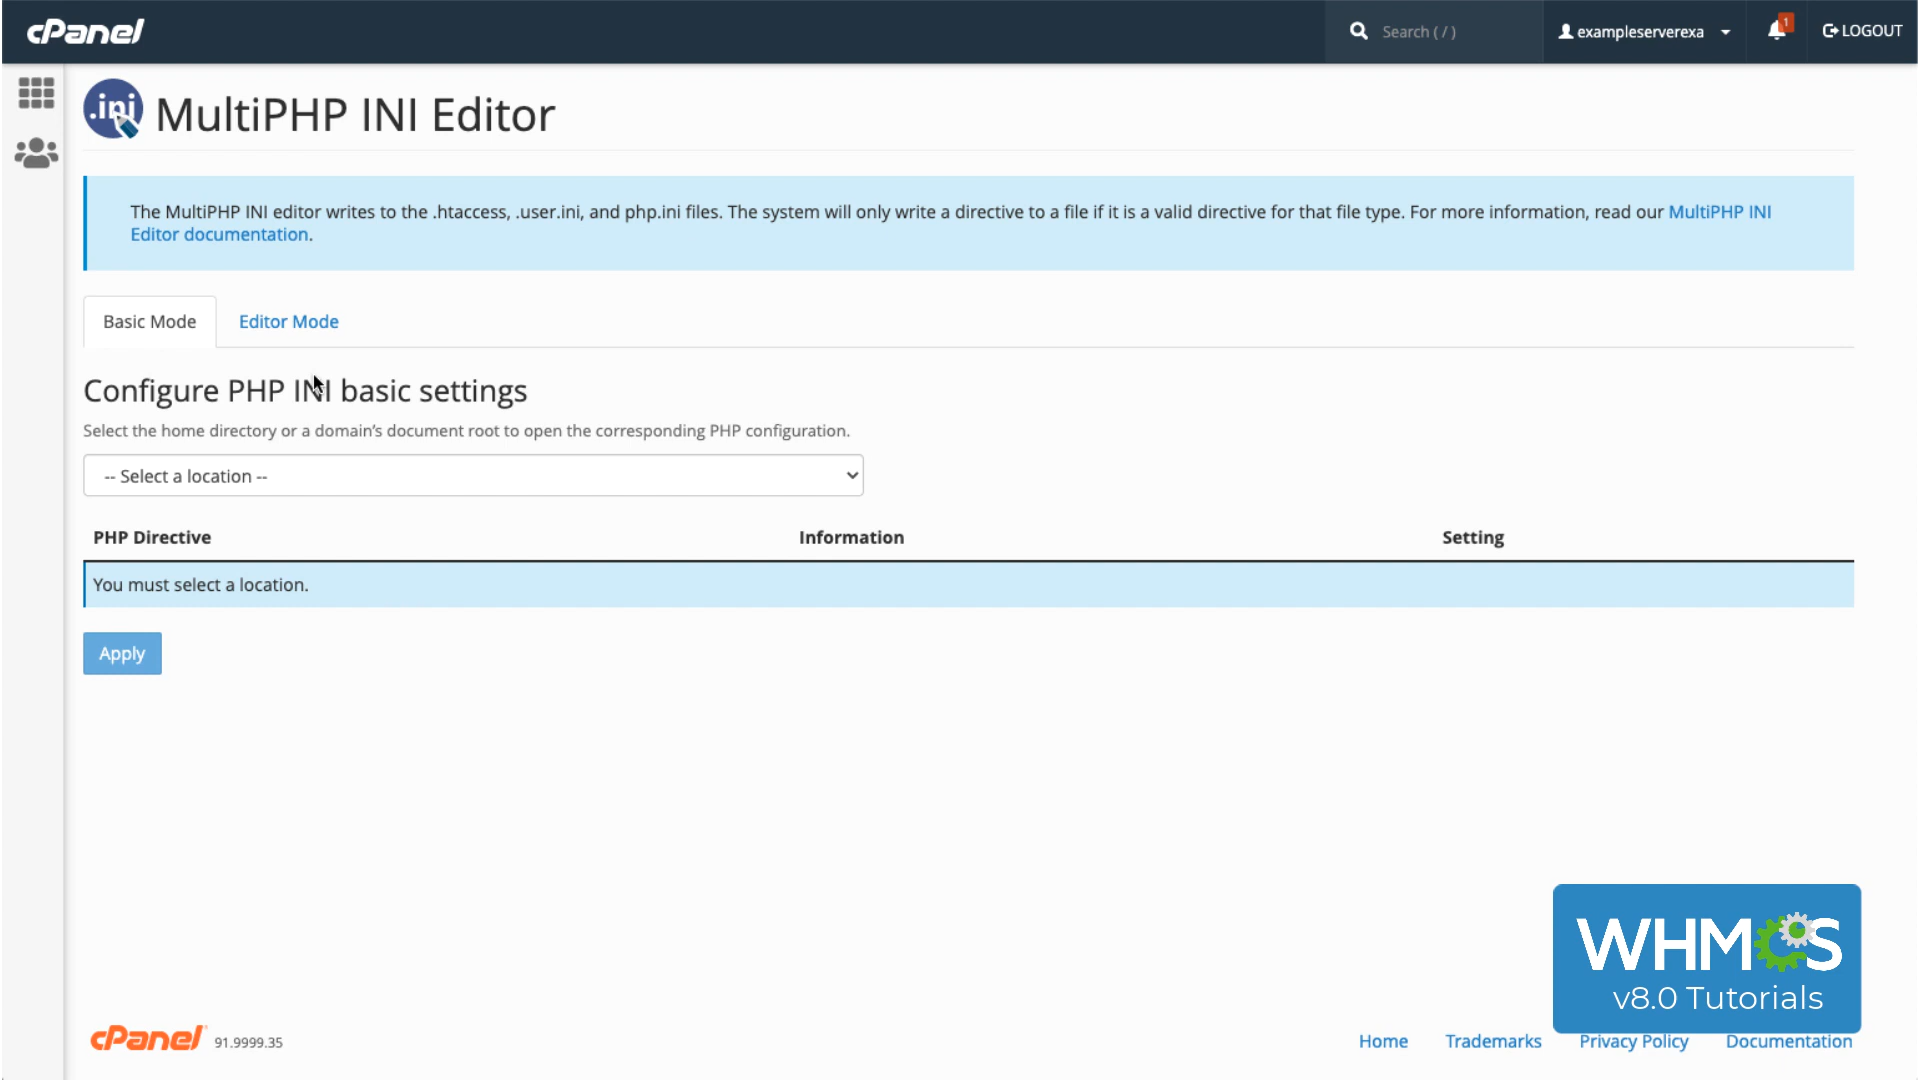 cPanel
Search ( / )
exampleserverexa
1
LOGOUT
.ini
MultiPHP INI Editor
The MultiPHP INI editor writes to the .htaccess, .user.ini, and php.ini files. The system will only write a directive to a file if it is a valid directive for that file type. For more information, read our MultiPHP INI
Editor documentation.
Basic Mode
Editor Mode
Configure PHP INI basic settings
Select the home directory or a domain’s document root to open the corresponding PHP configuration.
-- Select a location --
PHP Directive
Information
Setting
You must select a location.
Apply
WHMCS
v8.0 Tutorials
cPanel
91.9999.35
Home
Trademarks
Privacy Policy
Documentation